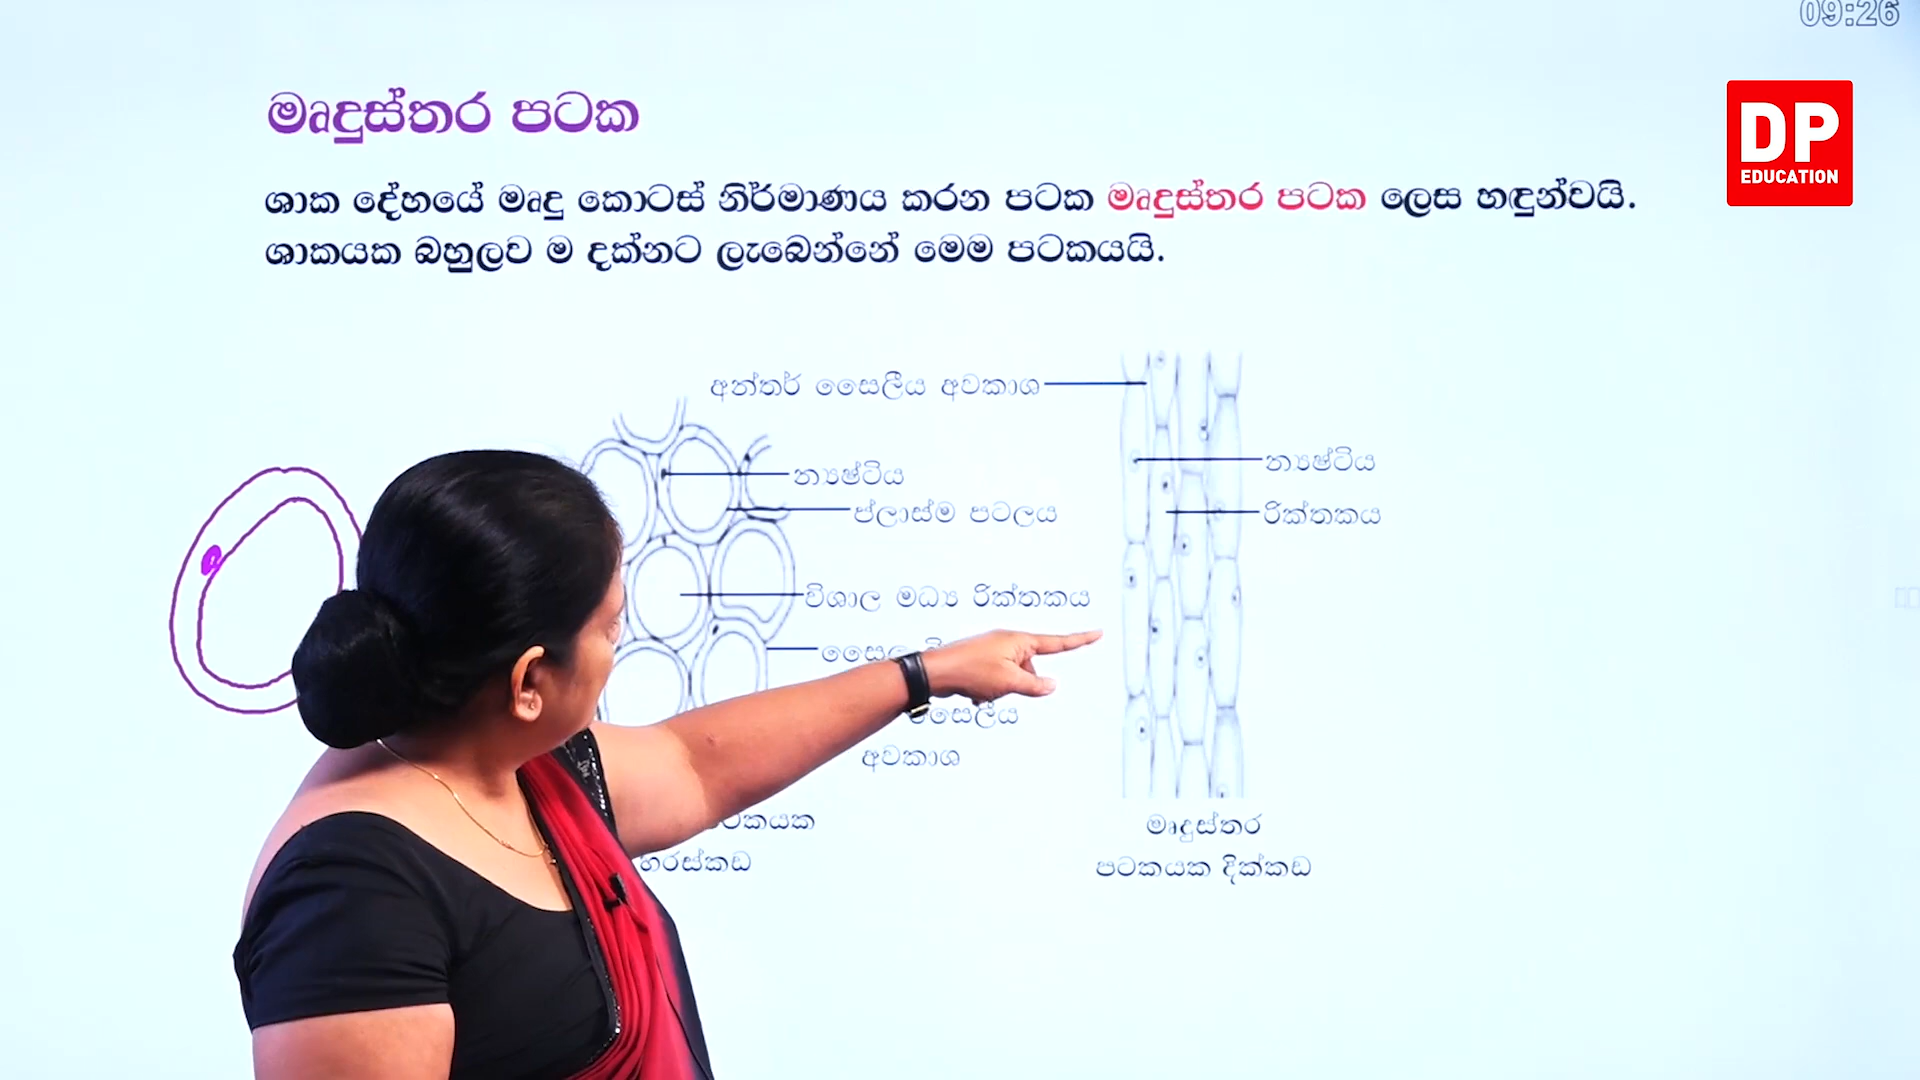 09:26
DP
EDUCATION
මෘදුස්තර පටක
ශාක දේහයේ මෘදු කොටස් නිර්මාණය කරන පටක මෘදුස්තර පටක ලෙස හඳුන්වයි.
ශාකයක බහුලව ම දක්නට ලැබෙන්නේ මෙම පටකයයි.
අන්තර් සෛලීය අවකාශ
න්‍යෂ්ටිය
ප්ලාස්ම පටලය
විශාල මධ්‍ය රික්තකය
සෛලීය
අවකාශ
හරස්කඩ
න්‍යෂ්ටිය
රික්තකය
මෘදුස්තර
පටකයක දික්කඩ